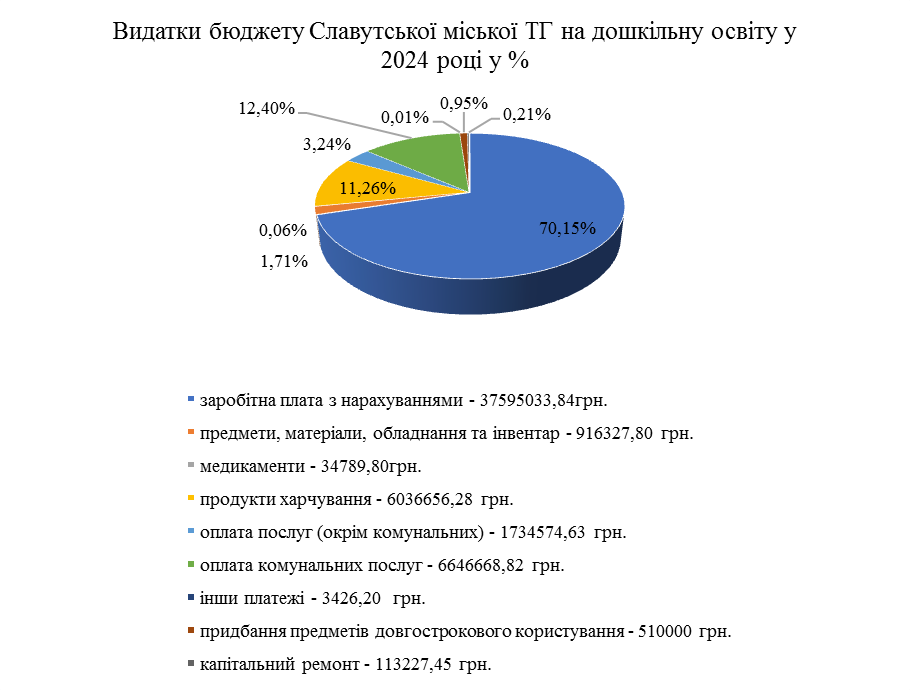 Видатки бюджету Славутської міської ТГ на дошкільну освіту у
2024 році у %
12,40%
0,01%
0,95%
0,21%
3,24%
11,26%
0,06%
1,71%
70,15%
заробітна плата з нарахуваннями - 37595033,84грн.
предмети, матеріали, обладнання та інвентар - 916327,80 грн.
медикаменти - 34789,80грн.
продукти харчування - 6036656,28 грн.
оплата послуг (окрім комунальних) - 1734574,63 грн.
оплата комунальних послуг - 6646668,82 грн.
інши платежі - 3426,20 грн.
придбання предметів довгострокового користування - 510000 грн.
капітальний ремонт - 113227,45 грн.